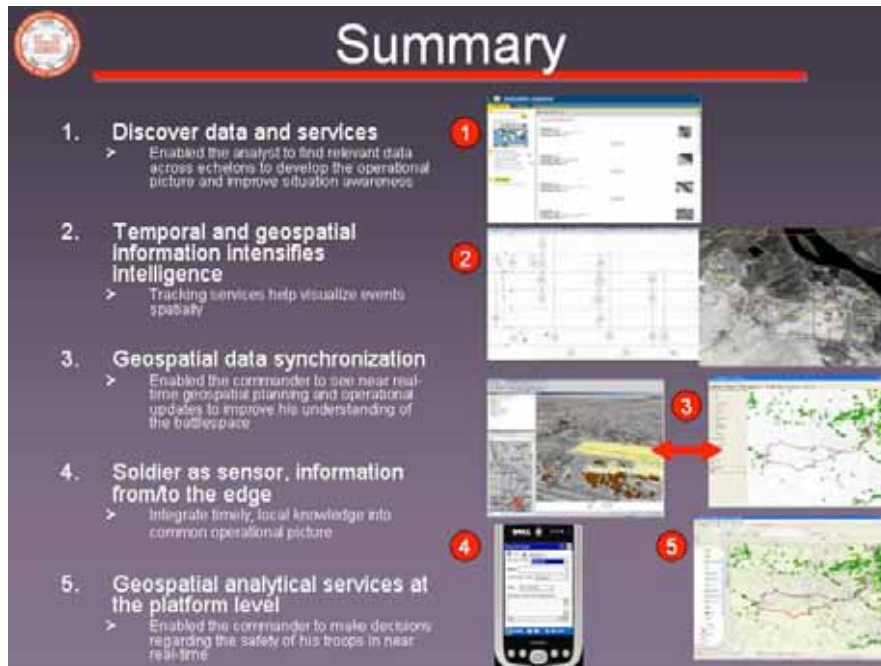 Summary
1. Discover data and services
Enabled the analyst to find relevant data
across echelons to develop the operational
picture and improve situation awareness
2. Temporal and geospatial
information intensifies
intelligence
Tracking services help visualize events
spatially
3. Geospatial data synchronization
Enabled the commander to see near real-
time geospatial planning and operational
updates to improve his understanding of
the battlespace
4. Soldier as sensor, information
from/to the edge
Integrate timely, local knowledge into
common operational picture
5. Geospatial analytical services at
the platform level
Enabled the commander to make decisions
regarding the safety of his troops in near
real-time
1
2
3
4
5
DELL